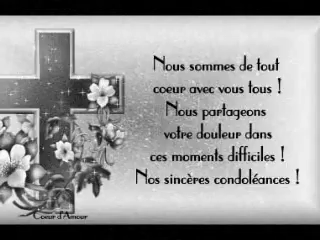 Nous sommes de tout
coeur avec vous tous !
Nous partageons
votre douleur dans
ces moments difficiles !
Nos sincères condoléances !
Coeur d'Amour